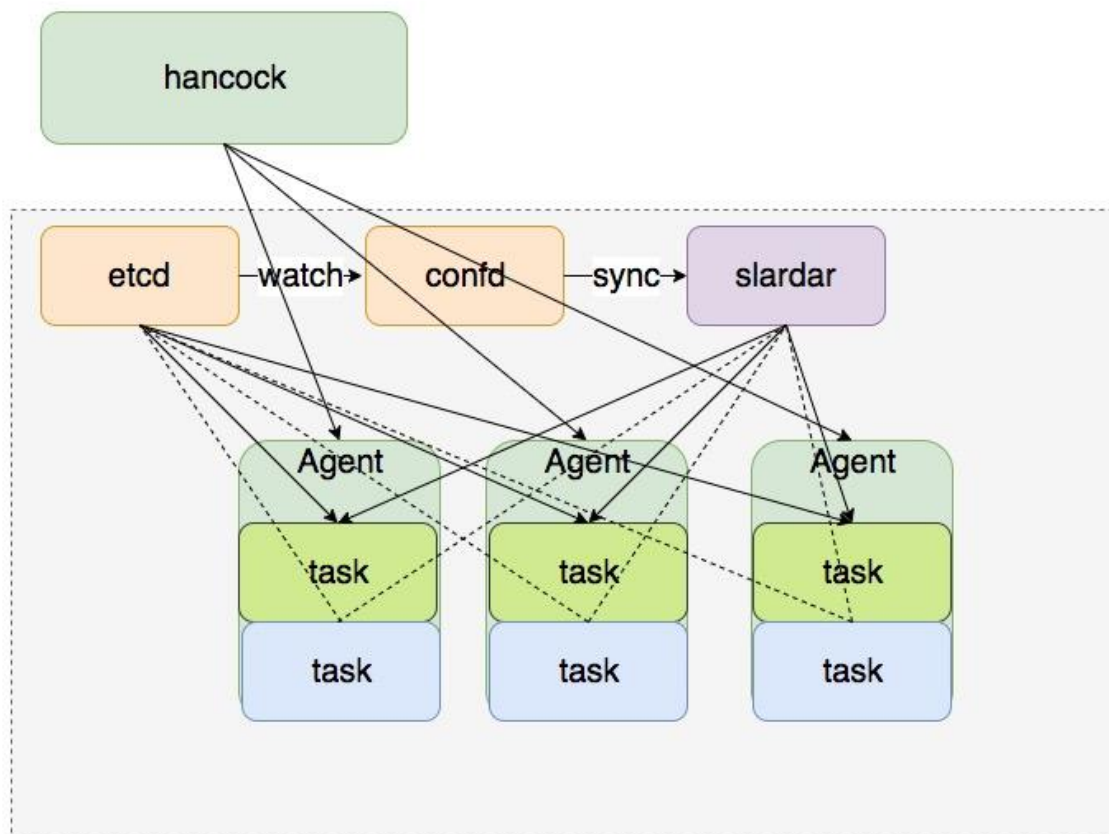 hancock
etcd
watch
confd
sync
slardar
Agent
Agent
Agent
task
task
task
task
task
task